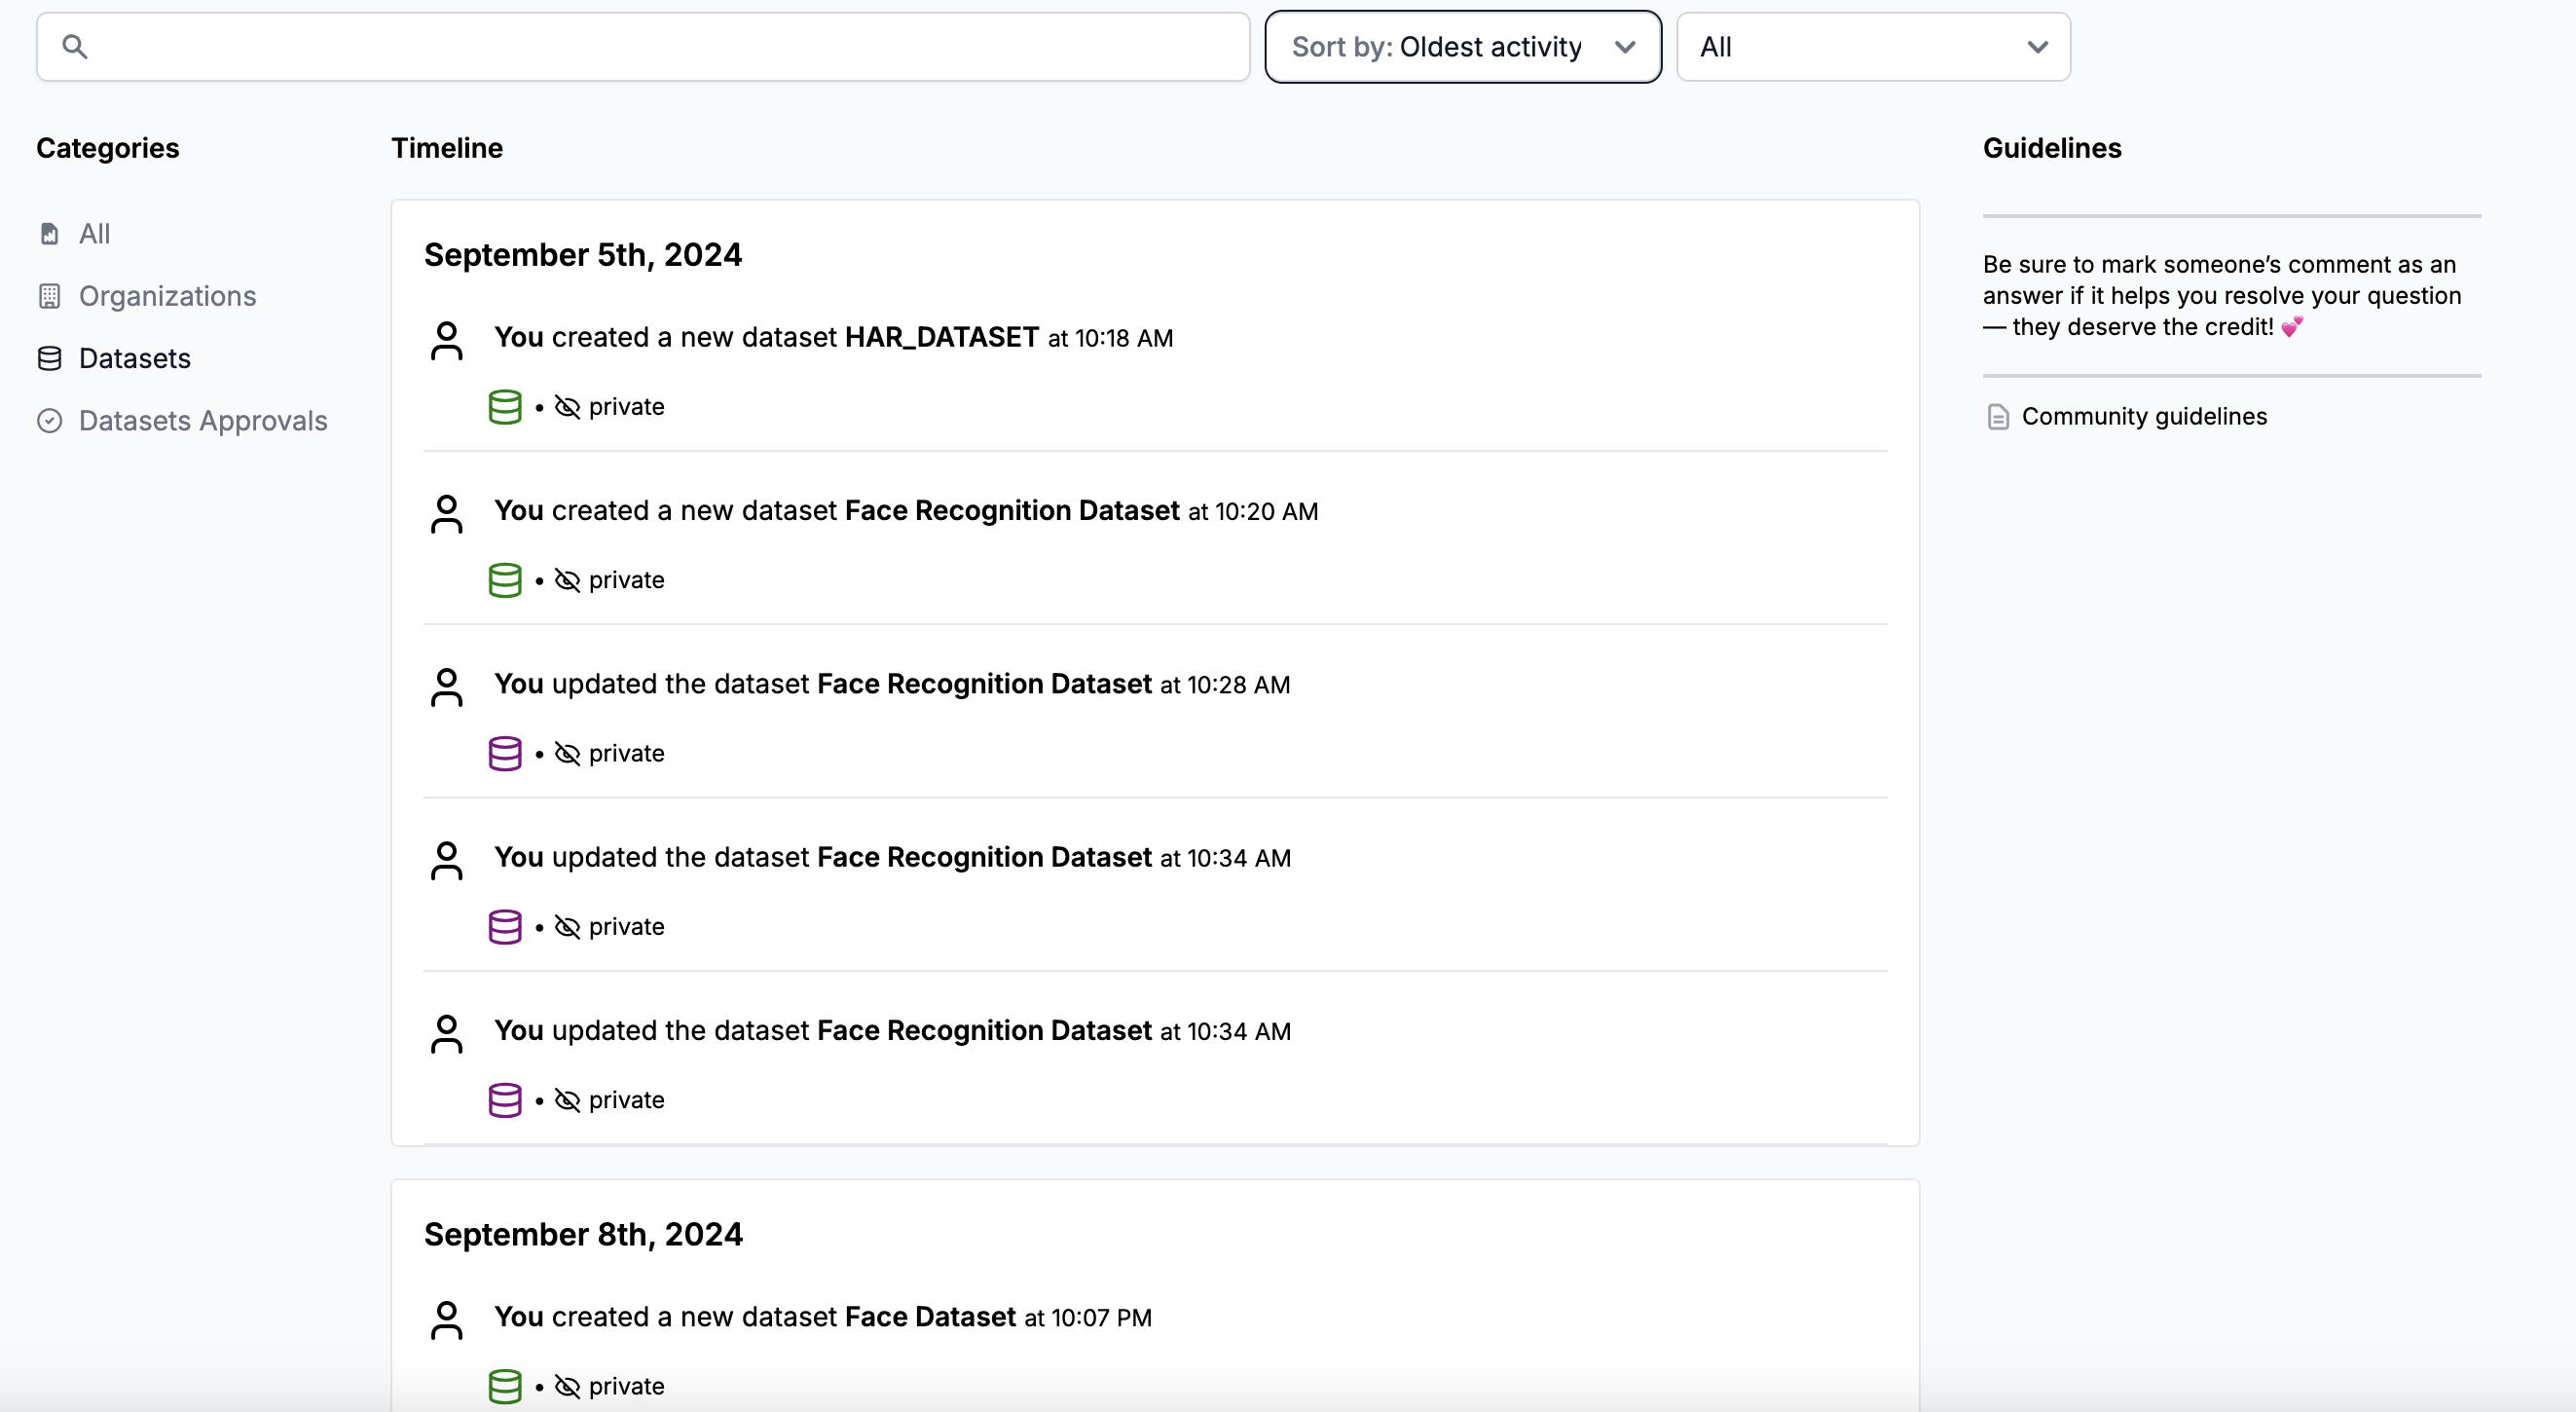 Sort by: Oldest activity
All
Categories
All
Organizations
Datasets
Datasets Approvals
Timeline
September 5th, 2024
You created a new dataset HAR_DATASET at 10:18 AM
• private
You created a new dataset Face Recognition Dataset at 10:20 AM
• private
You updated the dataset Face Recognition Dataset at 10:28 AM
• private
You updated the dataset Face Recognition Dataset at 10:34 AM
• private
You updated the dataset Face Recognition Dataset at 10:34 AM
• private
September 8th, 2024
You created a new dataset Face Dataset at 10:07 PM
• private
Guidelines
Be sure to mark someone’s comment as an
answer if it helps you resolve your question
— they deserve the credit! 💕
Community guidelines